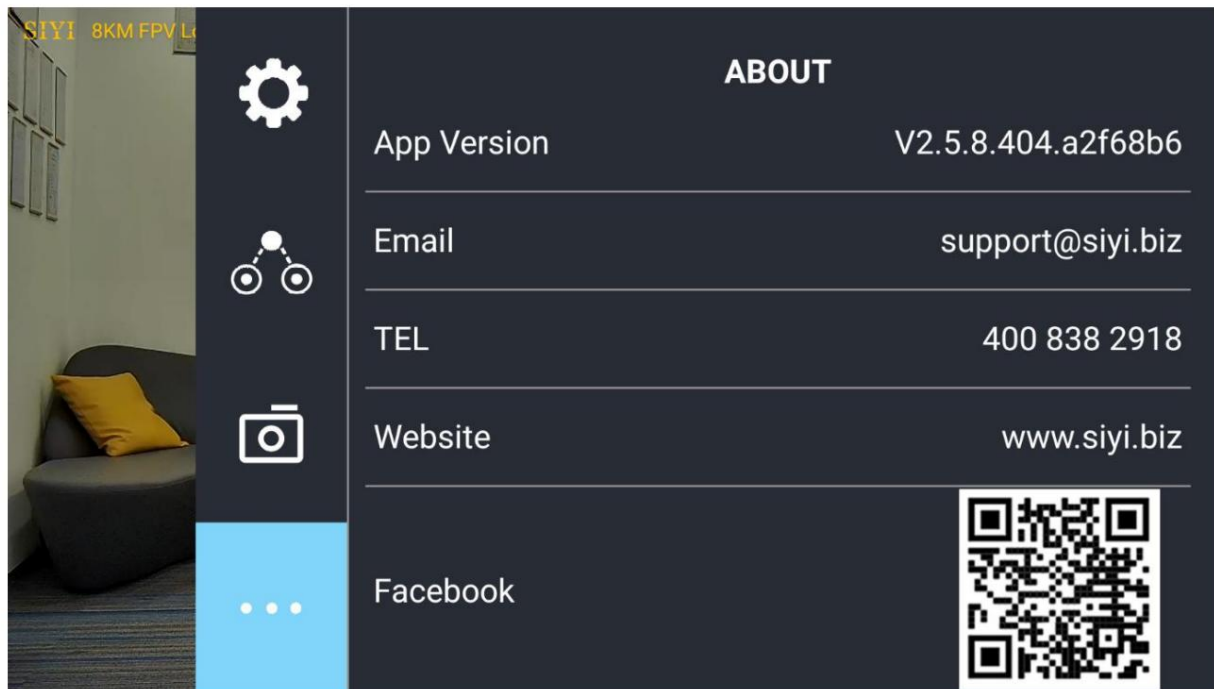 SIYI 8KM FPV L
ABOUT
App Version V2.5.8.404.a2f68b6
Email support@siyi.biz
TEL 400 838 2918
Website www.siyi.biz
Facebook